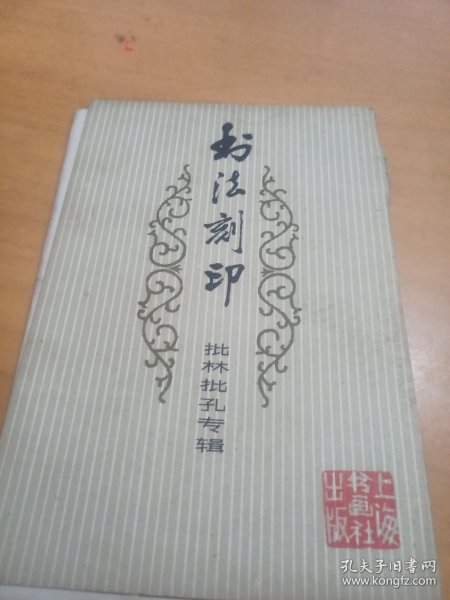 书法刻印
批林批孔专辑
上海
书画社
出版
孔夫子旧书网
www.kongfz.com